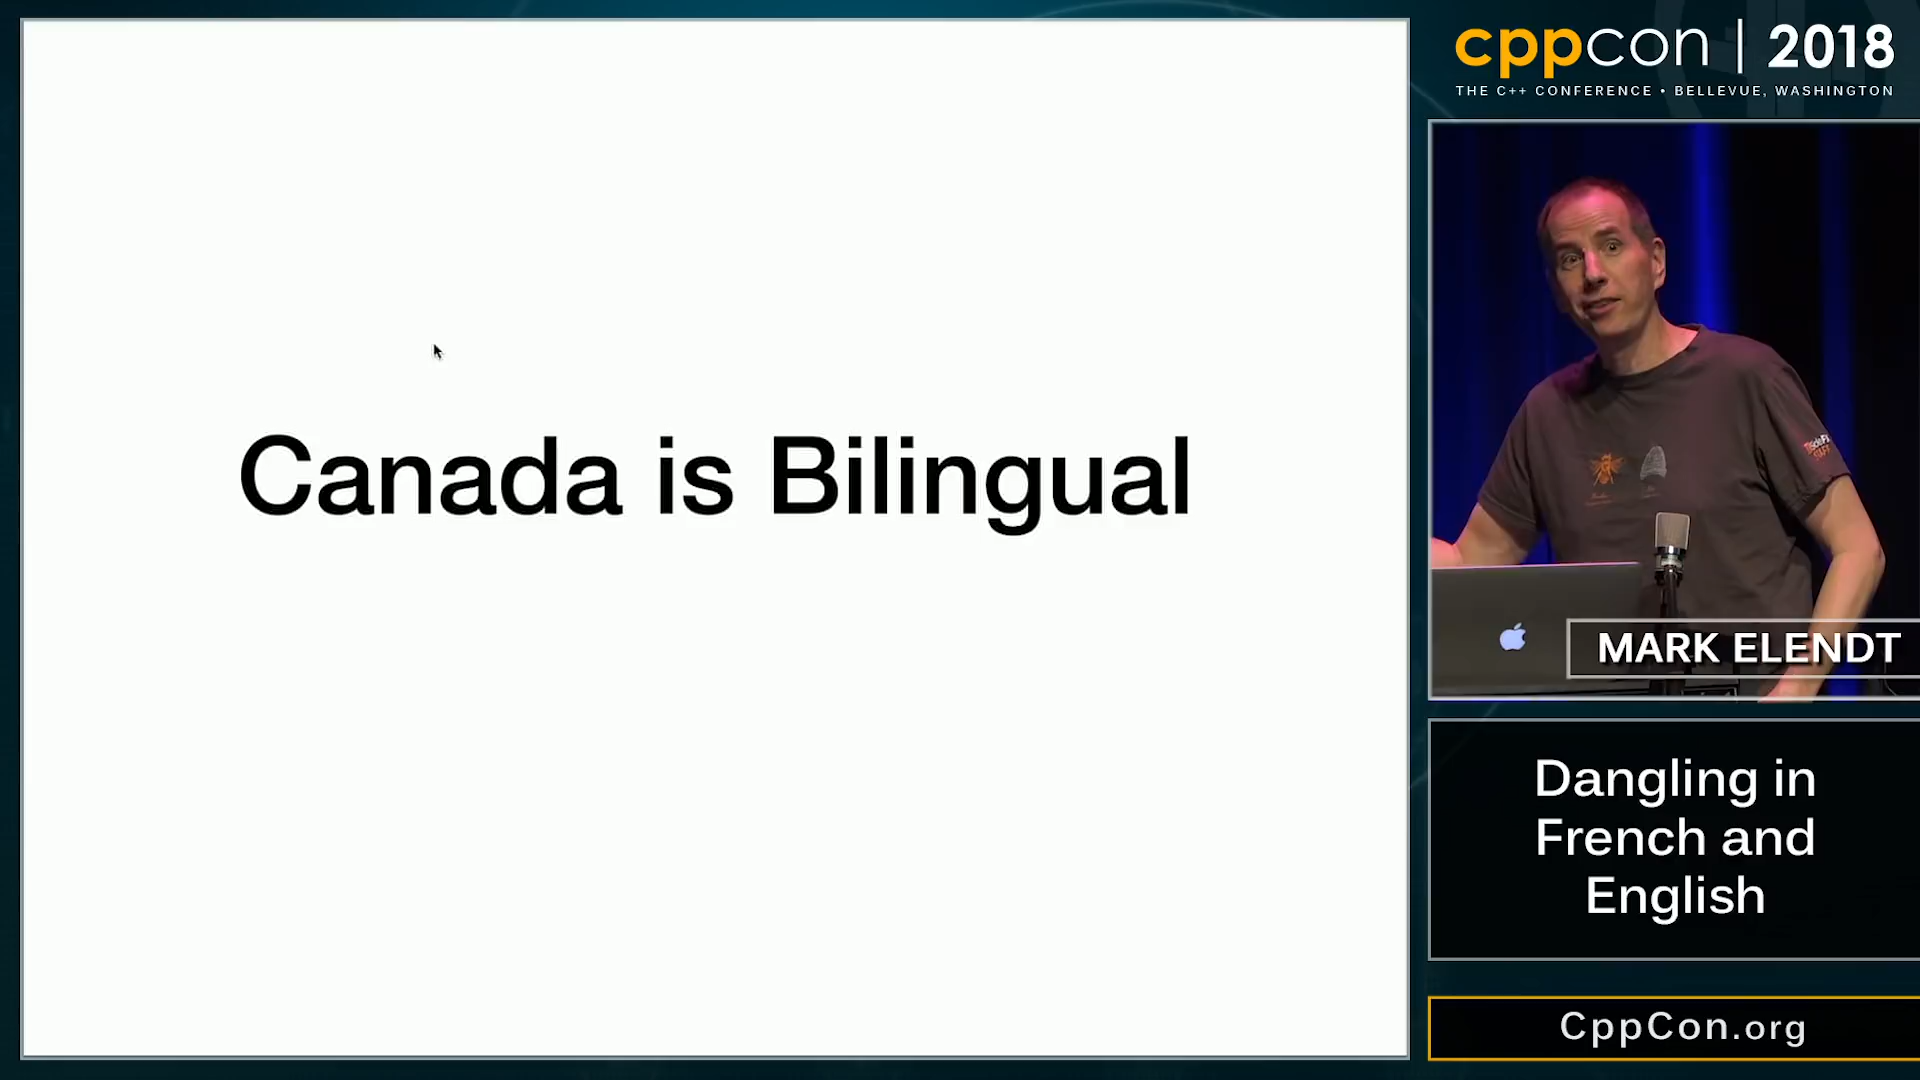 Canada is Bilingual
cppcon | 2018
THE C++ CONFERENCE • BELLEVUE, WASHINGTON
MARK ELENDT
Dangling in
French and
English
CppCon.org